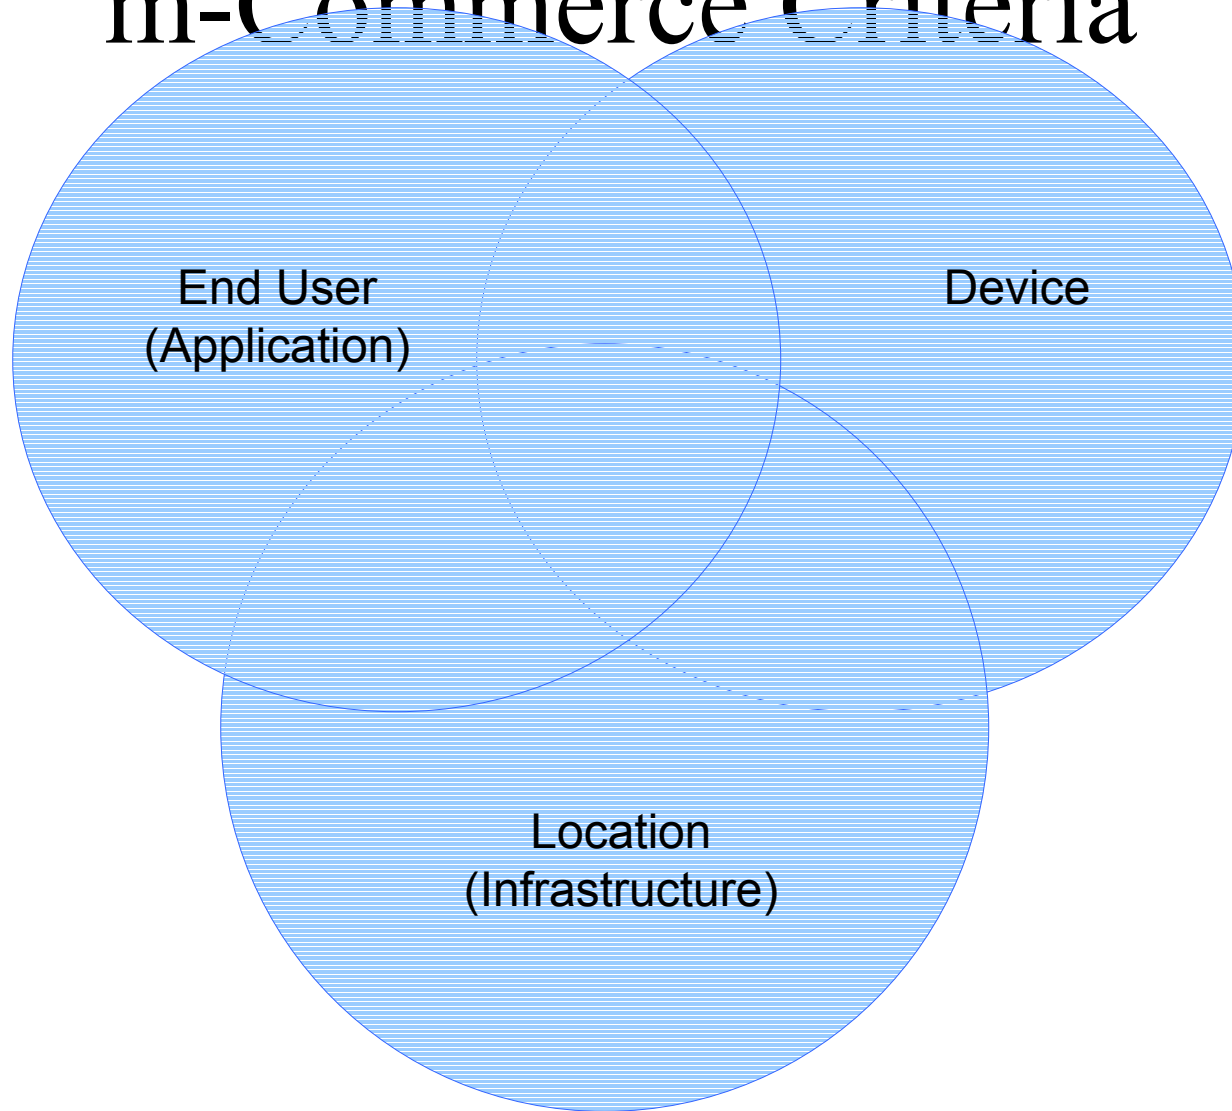 m-Commerce Criteria
End User
(Application)
Device
Location
(Infrastructure)